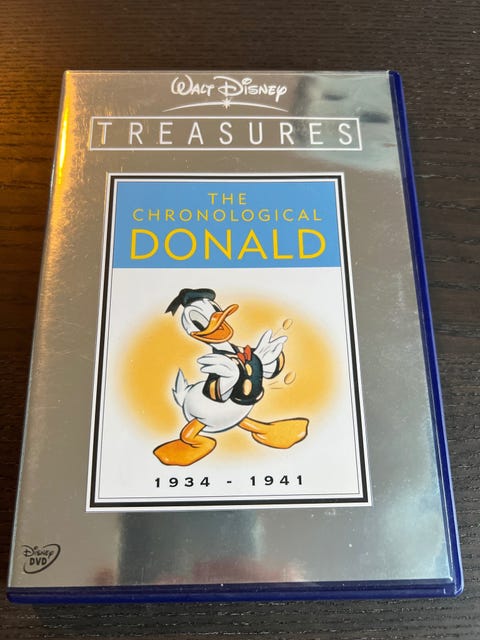 WALT DISNEY
TREASURES
THE
CHRONOLOGICAL
DONALD
1934 - 1941
Disney
DVD